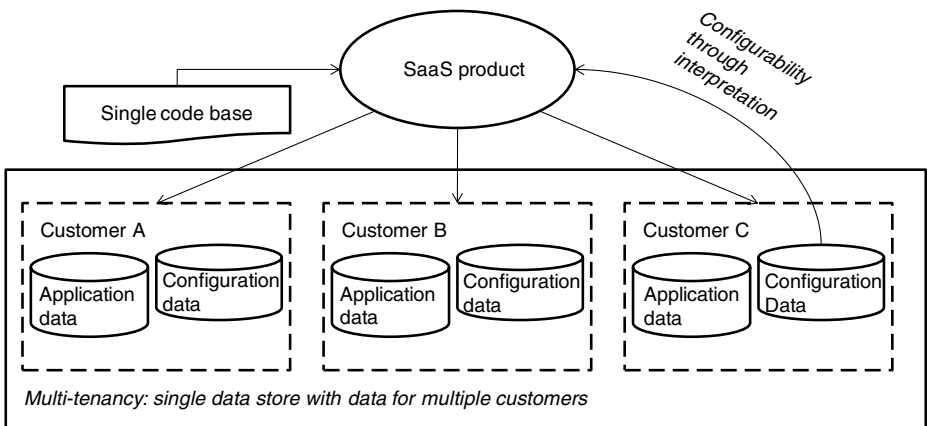 Configurability
through
interpretation
SaaS product
Single code base
Customer A
Application
data
Configuration
data
Customer B
Application
data
Configuration
data
Customer C
Application
data
Configuration
Data
Multi-tenancy: single data store with data for multiple customers